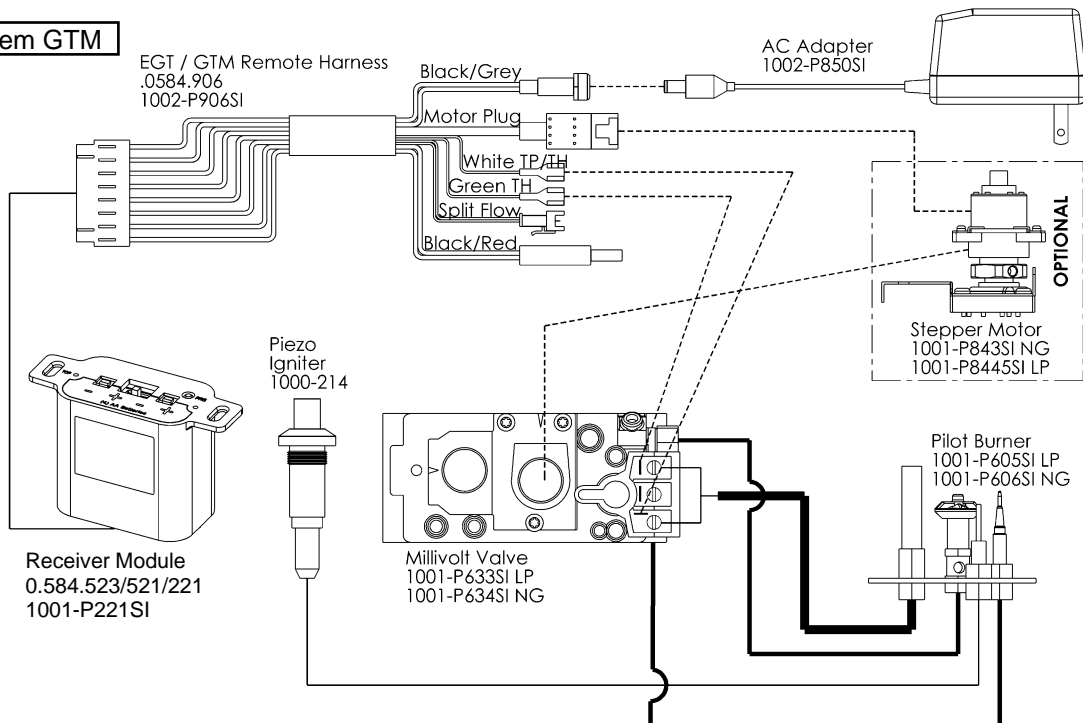 em GTM
EGT / GTM Remote Harness
.0584.906
1002-P906SI
Black/Grey
Motor Plug
White TP/TH
Green TH
Split Flow
Black/Red
AC Adapter
1002-P850SI
OPTIONAL
Stepper Motor
1001-P843SI NG
1001-P8445SI LP
Piezo
Igniter
1000-214
Receiver Module
0.584.523/521/221
1001-P221SI
Millivolt Valve
1001-P633SI LP
1001-P634SI NG
Pilot Burner
1001-P605SI LP
1001-P606SI NG